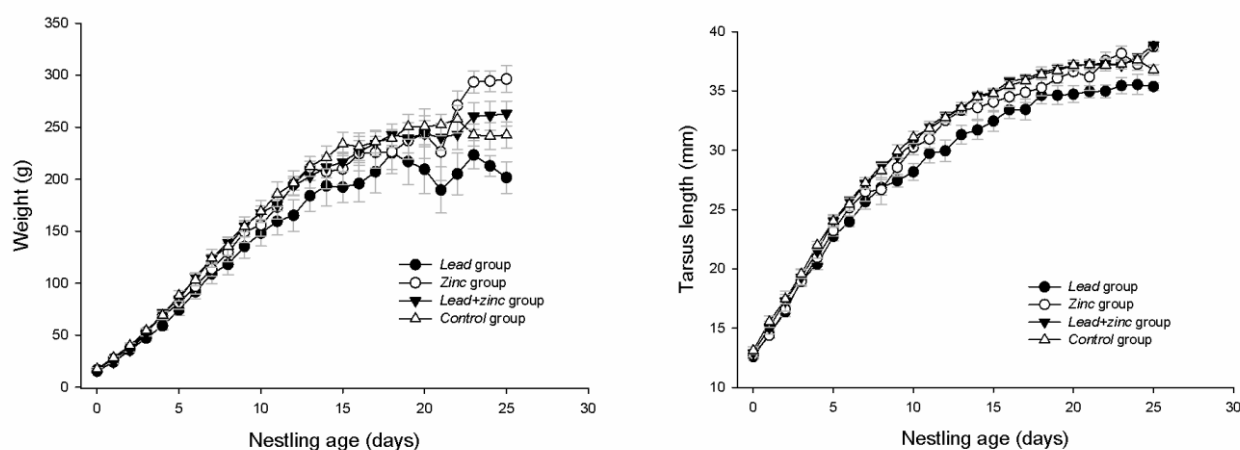 350
300
250
200
150
100
50
0
Weight (g)
0 5 10 15 20 25 30
Nestling age (days)
Lead group
Zinc group
Lead+zinc group
Control group
40
35
30
25
20
15
10
Tarsus length (mm)
0 5 10 15 20 25 30
Nestling age (days)
Lead group
Zinc group
Lead+zinc group
Control group